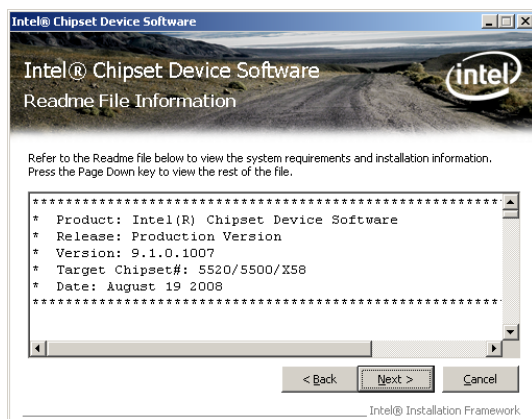 Intel® Chipset Device Software
Intel® Chipset Device Software
intel
Readme File Information
Refer to the Readme file below to view the system requirements and installation information.
Press the Page Down key to view the rest of the file.
********************************************************
* Product: Intel(R) Chipset Device Software
* Release: Production Version
* Version: 9.1.0.1007
* Target Chipset#: 5520/5500/X58
* Date: August 19 2008
********************************************************
< Back
Next >
Cancel
Intel® Installation Framework